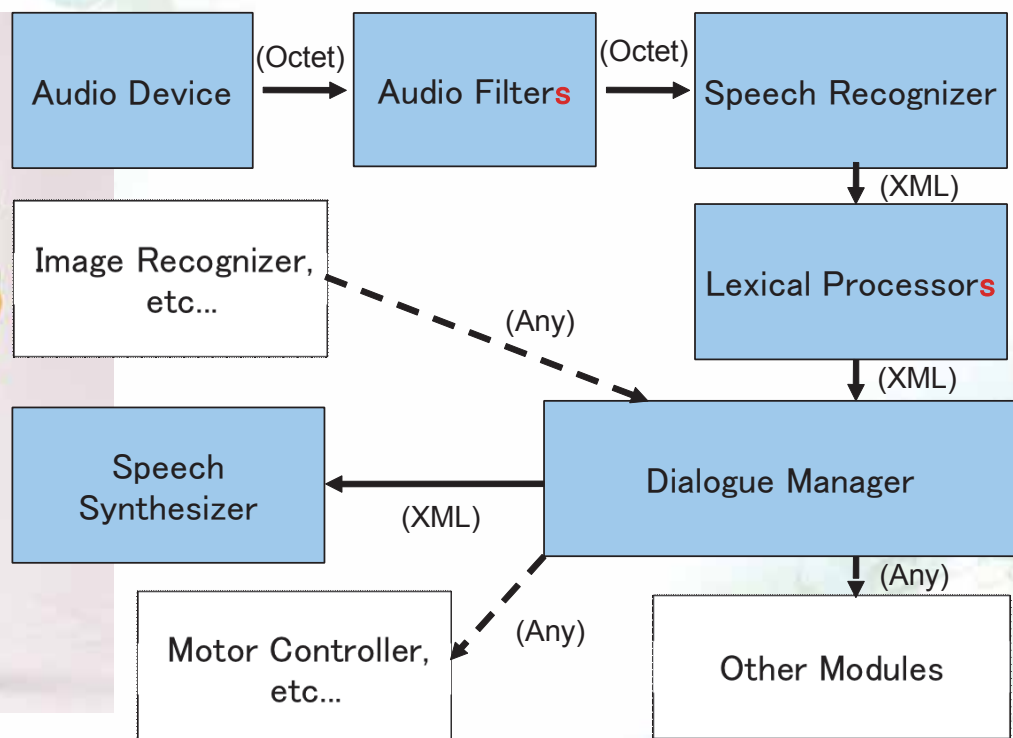 (Octet)
(Octet)
Audio Device
Audio Filters
Speech Recognizer
(XML)
Image Recognizer,
etc...
Lexical Processors
(Any)
(XML)
Speech
Synthesizer
Dialogue Manager
(XML)
(Any)
(Any)
Motor Controller,
etc...
Other Modules